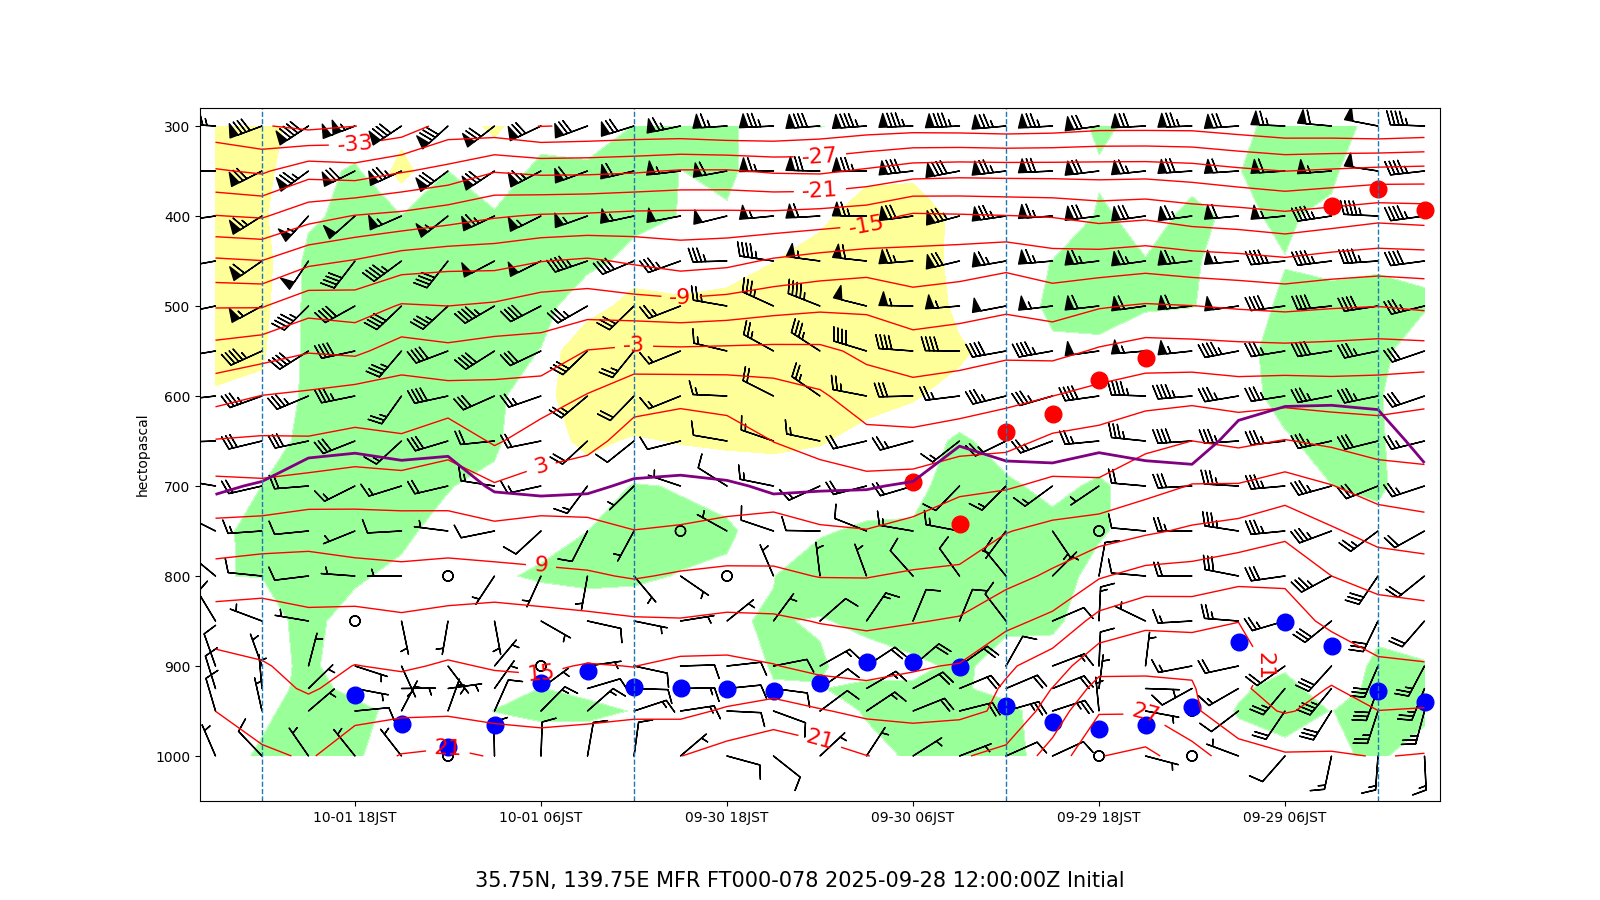 300
400
500
600
700
800
900
1000
hectopascal
-33
-27
-21
-15
-9
-3
3
9
15
21
21
27
21
10-01 18JST
10-01 06JST
09-30 18JST
09-30 06JST
09-29 18JST
09-29 06JST
35.75N, 139.75E MFR FT000-078 2025-09-28 12:00:00Z Initial